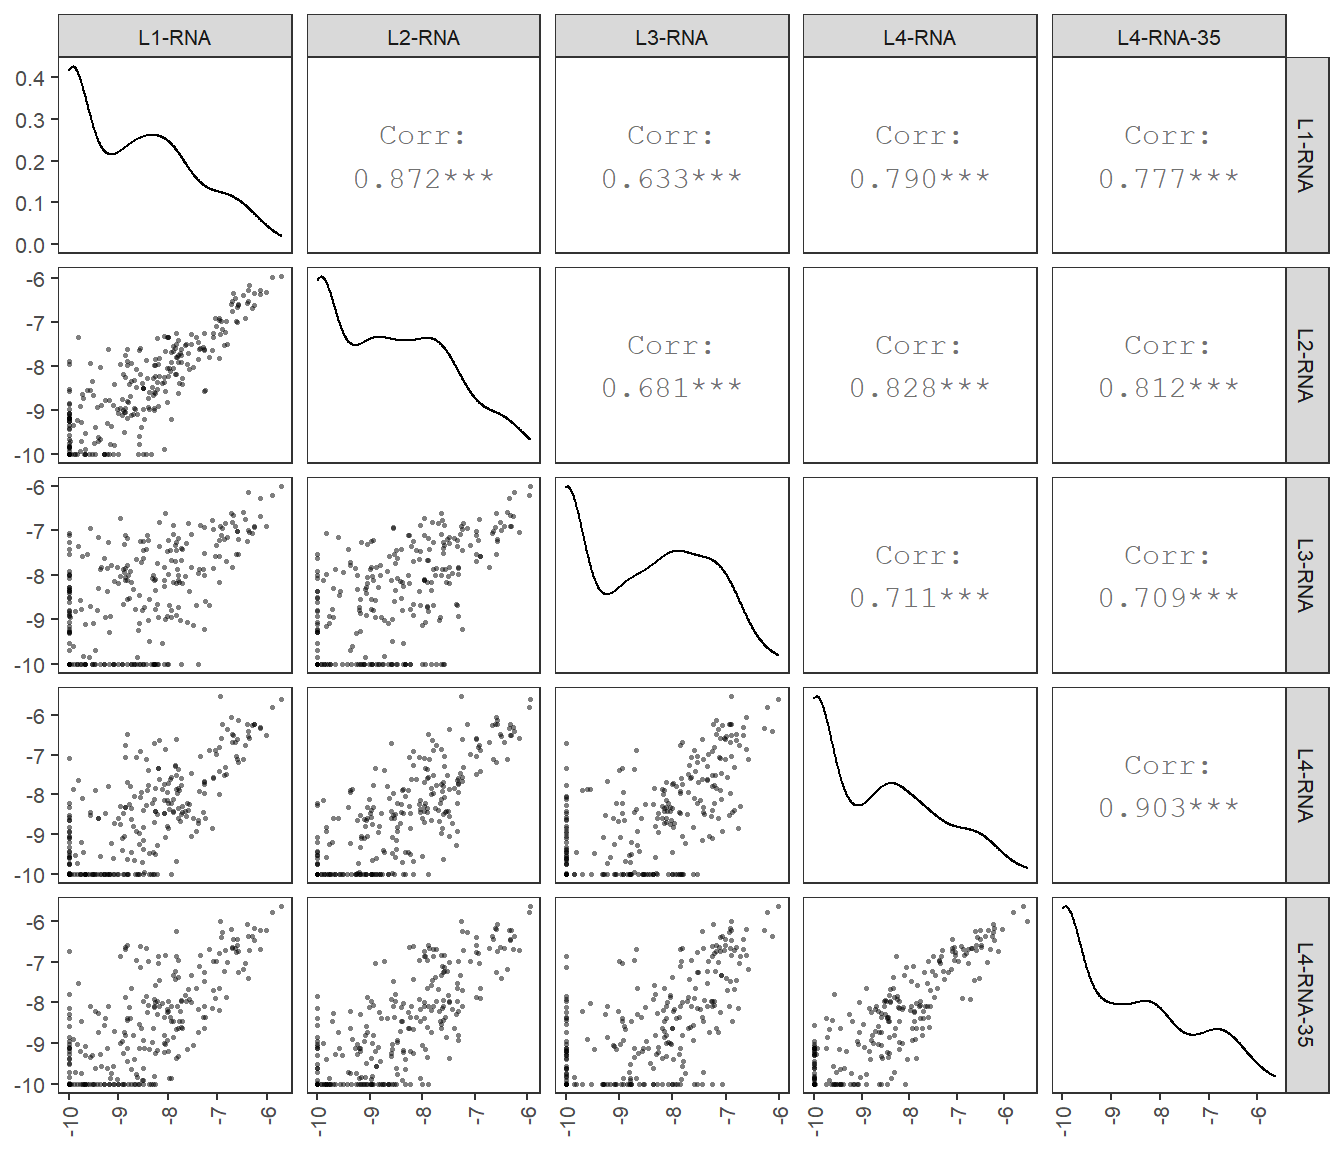 L1-RNA L2-RNA L3-RNA L4-RNA L4-RNA-35
0.4
0.3
0.2
0.1
0.0
Corr:
0.872***
Corr:
0.633***
Corr:
0.790***
Corr:
0.777***
L1-RNA
-6
-7
-8
-9
-10
Corr:
0.681***
Corr:
0.828***
Corr:
0.812***
L2-RNA
-6
-7
-8
-9
-10
Corr:
0.711***
Corr:
0.709***
L3-RNA
-6
-7
-8
-9
-10
Corr:
0.903***
L4-RNA
-6
-7
-8
-9
-10
L4-RNA-35
-10 -9 -8 -7 -6 -10 -9 -8 -7 -6 -10 -9 -8 -7 -6 -10 -9 -8 -7 -6 -10 -9 -8 -7 -6